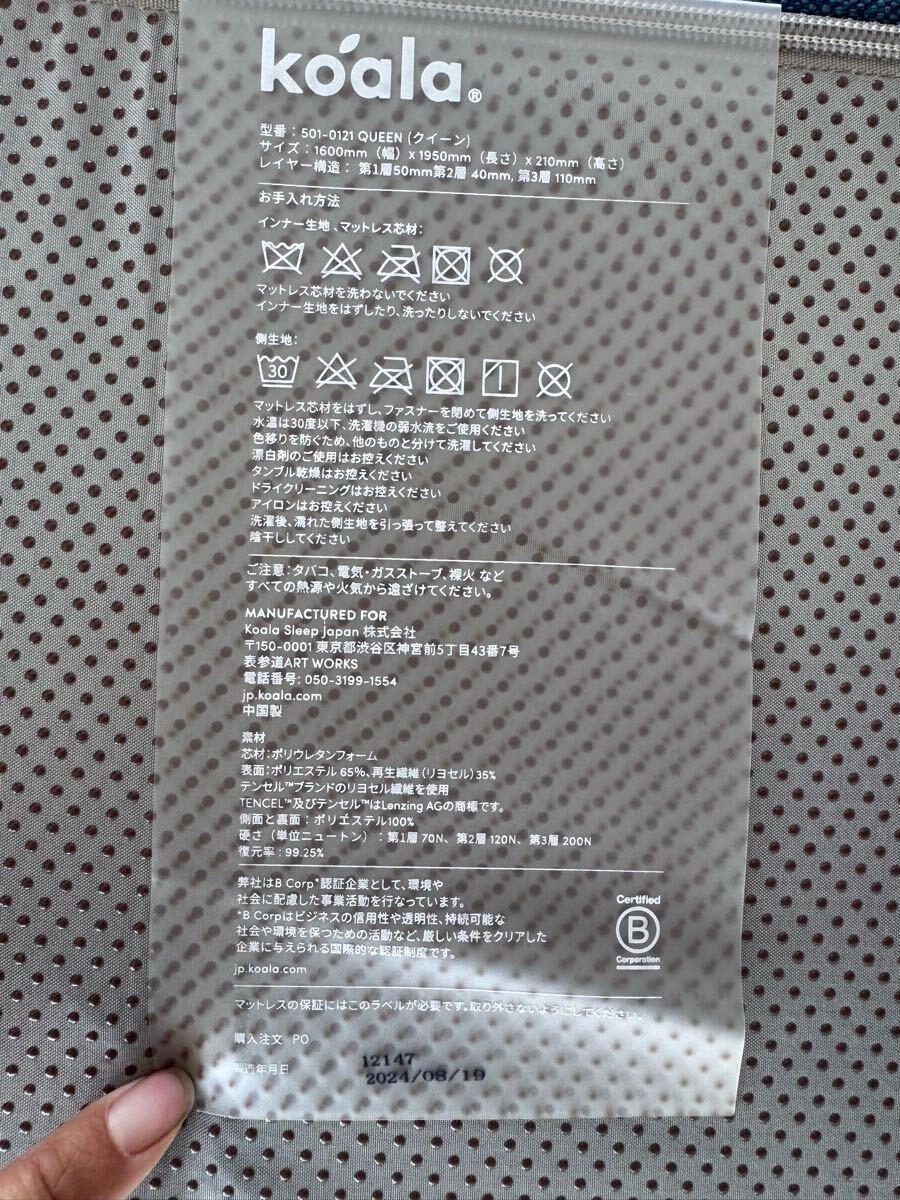 koala®
型番：501-0121 QUEEN (クイーン)
サイズ：1600mm（幅）x 1950mm（長さ）x 210mm（高さ）
レイヤー構造： 第1層50mm第2層 40mm, 第3層 110mm
お手入れ方法
インナー生地、マットレス芯材：
マットレス芯材を洗わないでください
インナー生地をはずしたり、洗ったりしないでください
側生地：
30
マットレス芯材をはずし、ファスナーを閉めて側生地を洗ってください
水温は30度以下、洗濯機の弱水流をご使用ください
色移りを防ぐため、他のものと分けて洗濯してください
漂白剤のご使用はお控えください
タンブル乾燥はお控えください
ドライクリーニングはお控えください
アイロンはお控えください
洗濯後、濡れた側生地を引っ張って整えてください
陰干ししてください
ご注意：タバコ、電気・ガスストーブ、裸火 など
すべての熱源や火気から遠ざけてください。
MANUFACTURED FOR
Koala Sleep Japan 株式会社
〒150-0001 東京都渋谷区神宮前5丁目43番7号
表参道ART WORKS
電話番号: 050-3199-1554
jp.koala.com
中国製
素材
芯材：ポリウレタンフォーム
表面：ポリエステル 65%、再生繊維（リヨセル）35%
テンセル™ブランドのリヨセル繊維を使用
TENCEL™及びテンセル™はLenzing AGの商標です。
側面と裏面：ポリエステル100%
硬さ（単位ニュートン）：第1層 70N、第2層 120N、第3層 200N
復元率：99.25%
弊社はB Corp*認証企業として、環境や
社会に配慮した事業活動を行なっています。
*B Corpはビジネスの信用性や透明性、持続可能な
社会や環境を保つための活動など、厳しい条件をクリアした
企業に与えられる国際的な認証制度です。
jp.koala.com
Certified
B
Corporation
マットレスの保証にはこのラベルが必要です。取り外さないようにしてください。
購入注文 PO
12147
製造年月日
2024/08/19